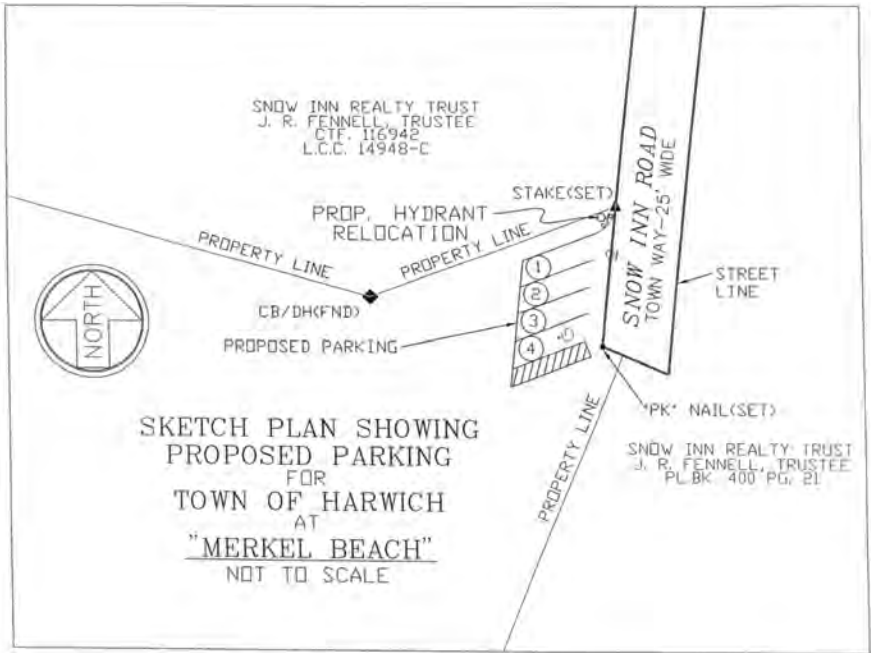 SNOW INN REALTY TRUST
J. R. FENNELL, TRUSTEE
CTF. 116942
L.C.C. 14948-C
SNOW INN ROAD
TOWN WAY-25' WIDE
STAKE(SET)
PROP. HYDRANT
RELOCATION
PROPERTY LINE
PROPERTY LINE
STREET
LINE
1
2
3
4
CB/DH(FND)
NORTH
PROPOSED PARKING
"PK" NAIL(SET)
PROPERTY LINE
SNOW INN REALTY TRUST
J. R. FENNELL, TRUSTEE
PL.BK. 400 PG. 21
SKETCH PLAN SHOWING
PROPOSED PARKING
FOR
TOWN OF HARWICH
AT
"MERKEL BEACH"
NOT TO SCALE